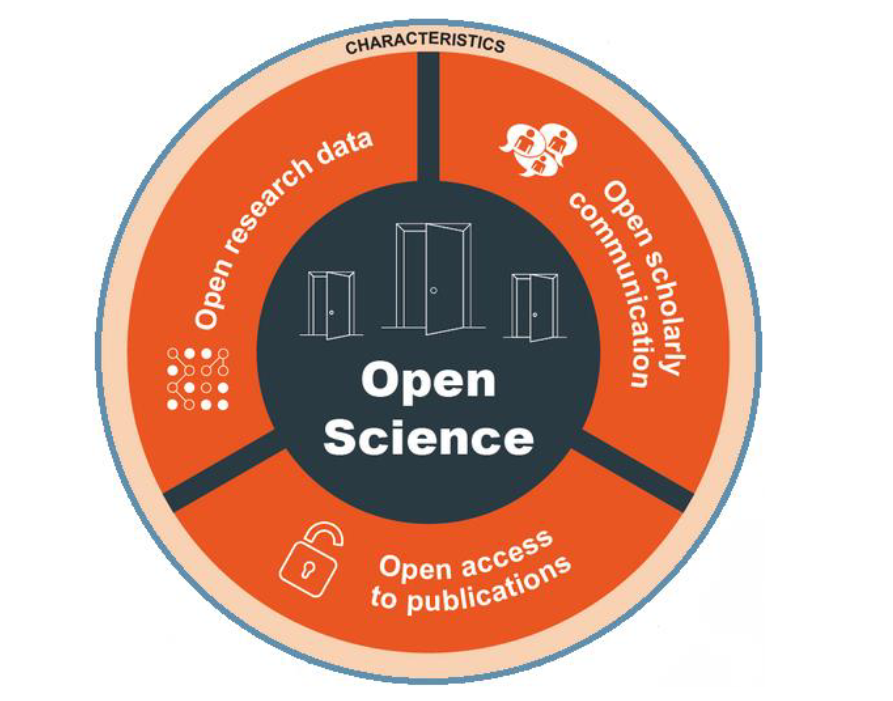 CHARACTERISTICS
Open research data
Open scholarly
communication
Open
Science
Open access
to publications